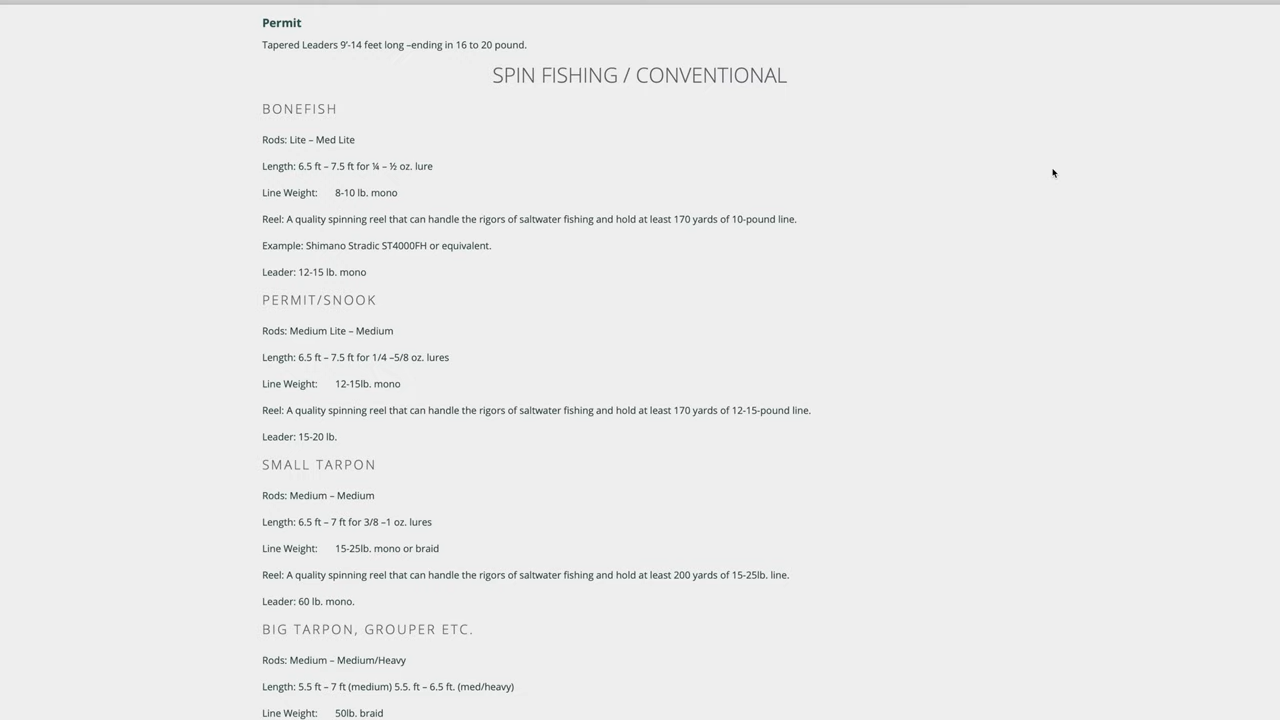 Permit
Tapered Leaders 9’-14 feet long –ending in 16 to 20 pound.
SPIN FISHING / CONVENTIONAL
BONEFISH
Rods: Lite – Med Lite
Length: 6.5 ft – 7.5 ft for ¼ – ½ oz. lure
Line Weight: 8-10 lb. mono
Reel: A quality spinning reel that can handle the rigors of saltwater fishing and hold at least 170 yards of 10-pound line.
Example: Shimano Stradic ST4000FH or equivalent.
Leader: 12-15 lb. mono
PERMIT/SNOOK
Rods: Medium Lite – Medium
Length: 6.5 ft – 7.5 ft for 1/4 –5/8 oz. lures
Line Weight: 12-15lb. mono
Reel: A quality spinning reel that can handle the rigors of saltwater fishing and hold at least 170 yards of 12-15-pound line.
Leader: 15-20 lb.
SMALL TARPON
Rods: Medium – Medium
Length: 6.5 ft – 7 ft for 3/8 –1 oz. lures
Line Weight: 15-25lb. mono or braid
Reel: A quality spinning reel that can handle the rigors of saltwater fishing and hold at least 200 yards of 15-25lb. line.
Leader: 60 lb. mono.
BIG TARPON, GROUPER ETC.
Rods: Medium – Medium/Heavy
Length: 5.5 ft – 7 ft (medium) 5.5. ft – 6.5 ft. (med/heavy)
Line Weight: 50lb. braid